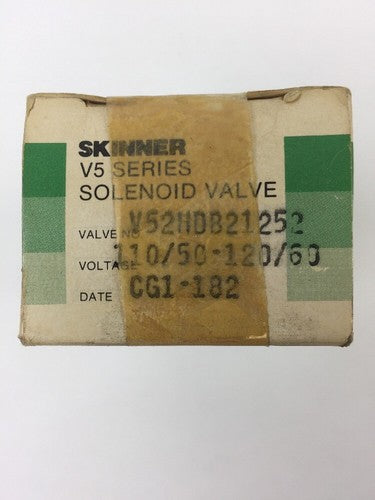 SKINNER
V5 SERIES
SOLENOID VALVE
VALVE NO V52HDB21252
VOLTAGE 110/50-120/60
DATE CG1-182